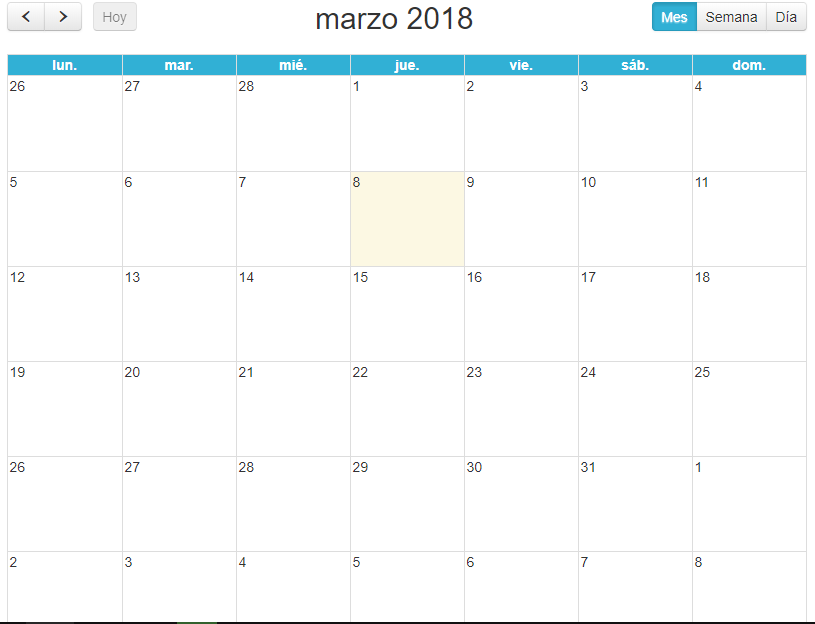 Hoy marzo 2018 Mes Semana Día
lun. mar. mié. jue. vie. sáb. dom.
26 27 28 1 2 3 4
5 6 7 8 9 10 11
12 13 14 15 16 17 18
19 20 21 22 23 24 25
26 27 28 29 30 31 1
2 3 4 5 6 7 8